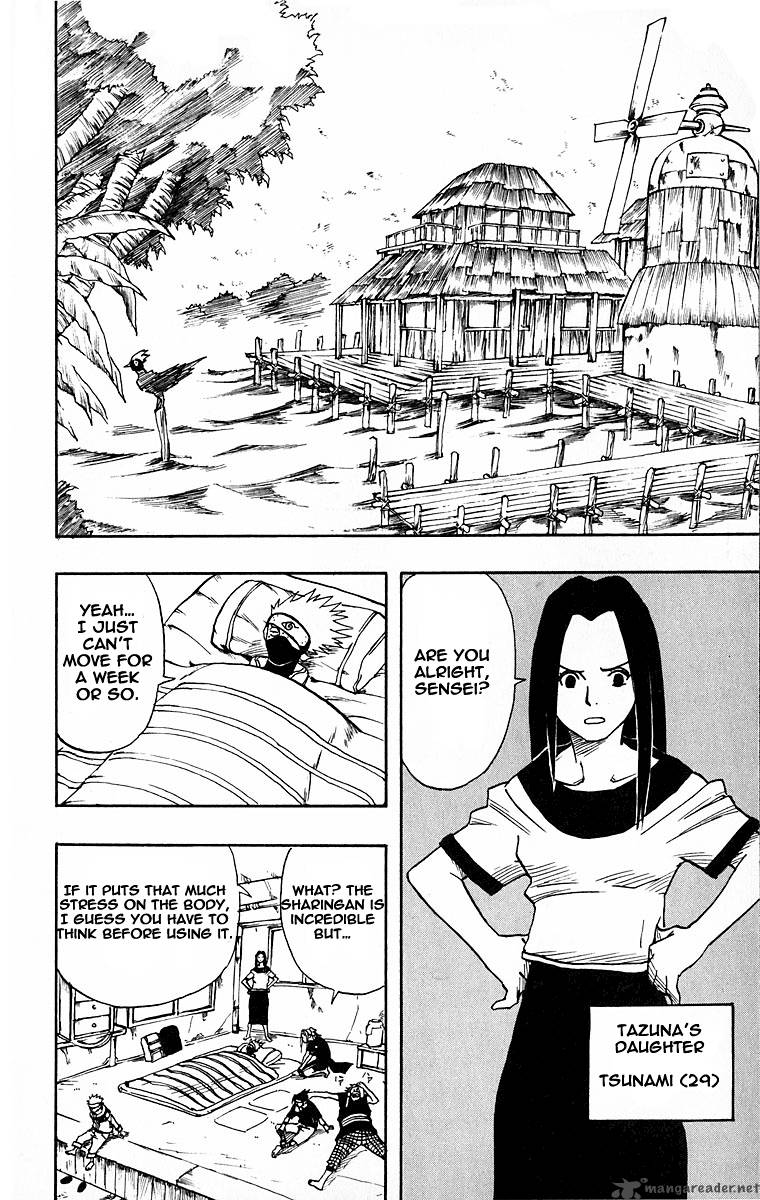 ARE YOU
ALRIGHT,
SENSEI?
TAZUNA'S
DAUGHTER
TSUNAMI (29)
YEAH...
I JUST
CAN'T
MOVE FOR
A WEEK
OR SO.
WHAT? THE
SHARINGAN IS
INCREDIBLE
BUT...
IF IT PUTS THAT MUCH
STRESS ON THE BODY,
I GUESS YOU HAVE TO
THINK BEFORE USING IT.
mangareader.net